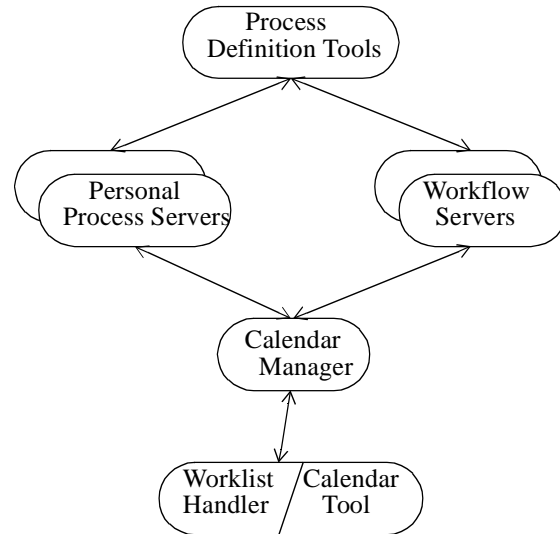 Process
Definition Tools
Personal
Process Servers
Workflow
Servers
Calendar
Manager
Worklist
Handler
Calendar
Tool